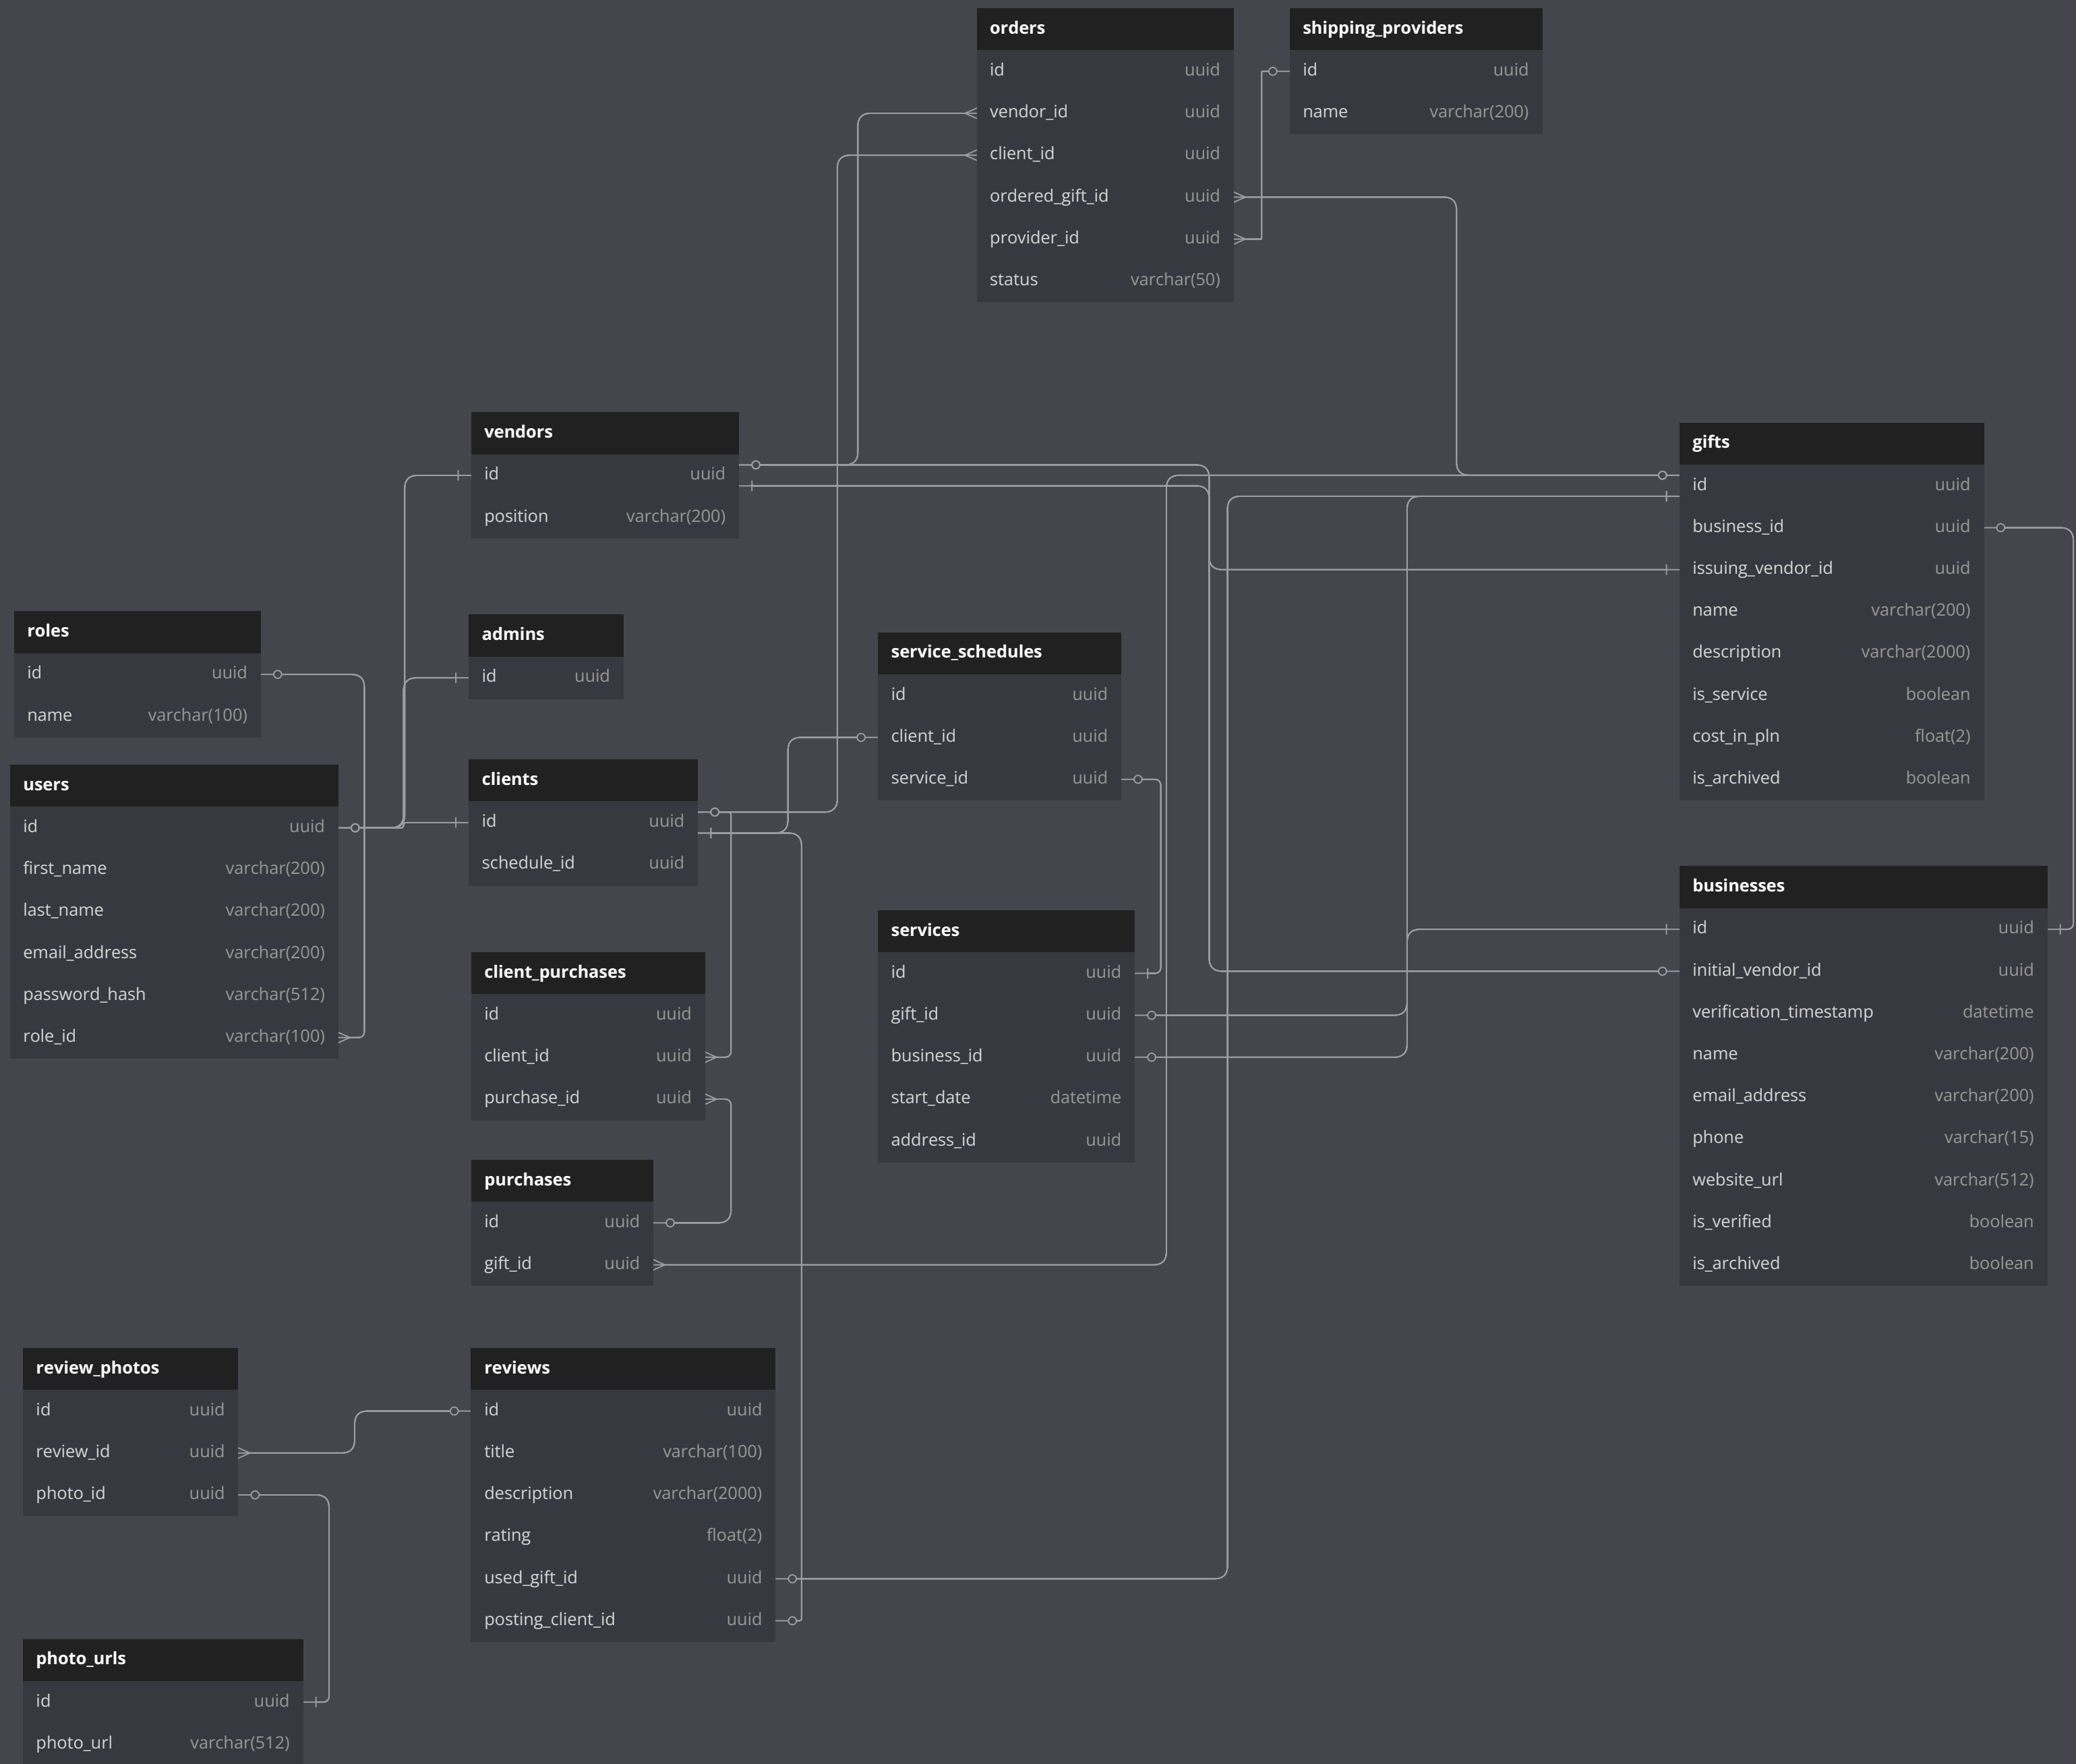 orders
id uuid
vendor_id uuid
client_id uuid
ordered_gift_id uuid
provider_id uuid
status varchar(50)
shipping_providers
id uuid
name varchar(200)
vendors
id uuid
position varchar(200)
gifts
id uuid
business_id uuid
issuing_vendor_id uuid
name varchar(200)
description varchar(2000)
is_service boolean
cost_in_pln float(2)
is_archived boolean
roles
id uuid
name varchar(100)
admins
id uuid
service_schedules
id uuid
client_id uuid
service_id uuid
users
id uuid
first_name varchar(200)
last_name varchar(200)
email_address varchar(200)
password_hash varchar(512)
role_id varchar(100)
clients
id uuid
schedule_id uuid
businesses
id uuid
initial_vendor_id uuid
verification_timestamp datetime
name varchar(200)
email_address varchar(200)
phone varchar(15)
website_url varchar(512)
is_verified boolean
is_archived boolean
services
id uuid
gift_id uuid
business_id uuid
start_date datetime
address_id uuid
client_purchases
id uuid
client_id uuid
purchase_id uuid
purchases
id uuid
gift_id uuid
review_photos
id uuid
review_id uuid
photo_id uuid
reviews
id uuid
title varchar(100)
description varchar(2000)
rating float(2)
used_gift_id uuid
posting_client_id uuid
photo_urls
id uuid
photo_url varchar(512)